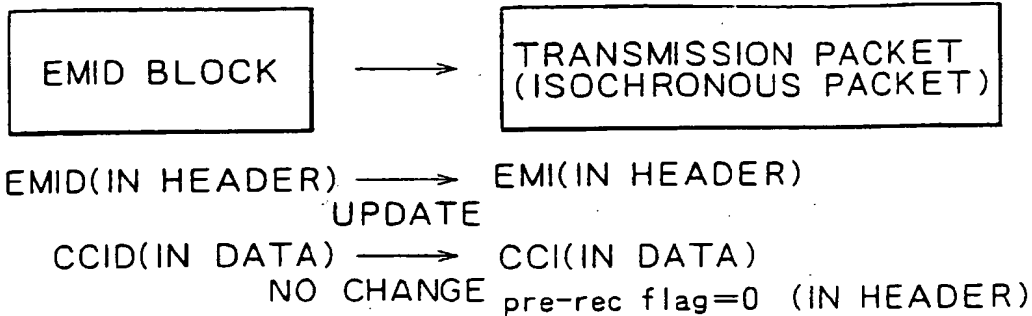 EMID BLOCK
TRANSMISSION PACKET
(ISOCHRONOUS PACKET)
EMID(IN HEADER) EMI(IN HEADER)
UPDATE
CCID(IN DATA) CCI(IN DATA)
NO CHANGE pre-rec flag=0 (IN HEADER)